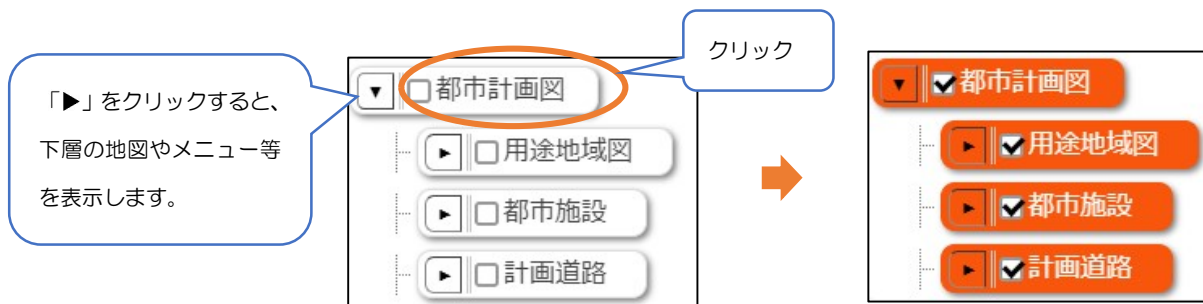 「▶」をクリックすると、
下層の地図やメニュー等
を表示します。
クリック
▼ 都市計画図
▶ 用途地域図
▶ 都市施設
▶ 計画道路
▼ 都市計画図
▶ 用途地域図
▶ 都市施設
▶ 計画道路